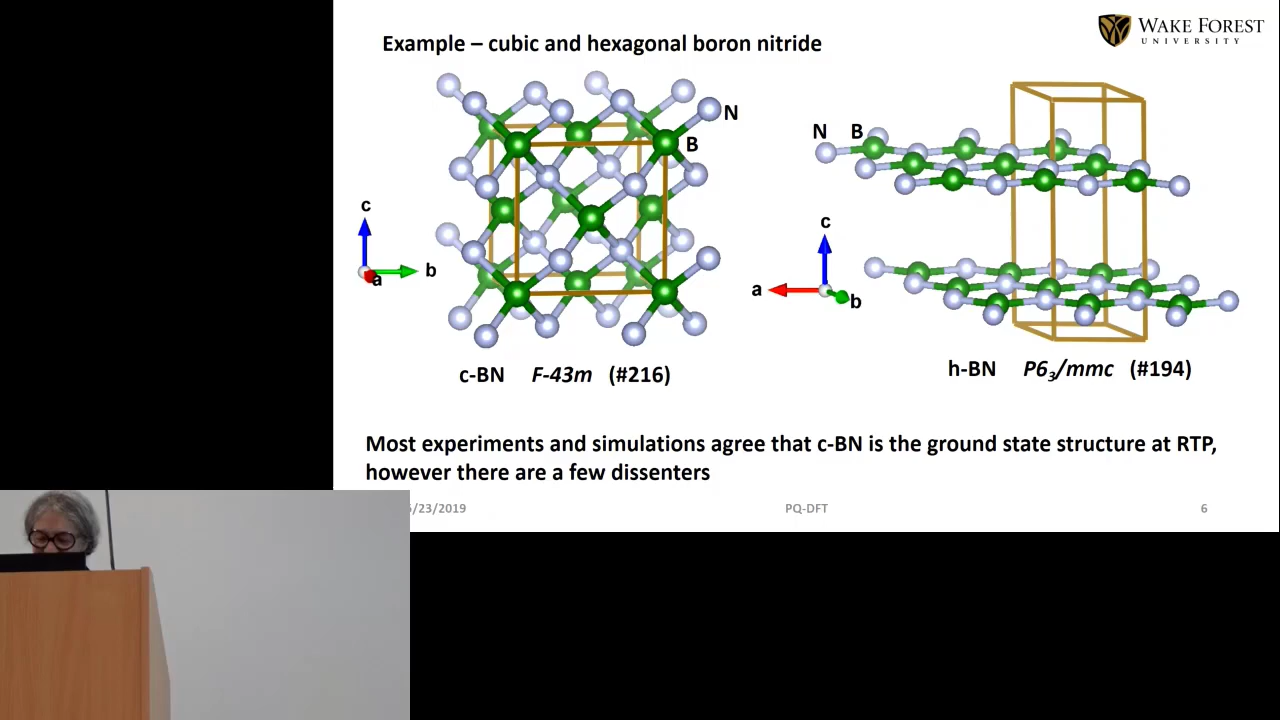 Example – cubic and hexagonal boron nitride
WAKE FOREST
UNIVERSITY
N
B
c
b
a
c-BN F-43m (#216)
N B
c
a
b
h-BN P6₃/mmc (#194)
Most experiments and simulations agree that c-BN is the ground state structure at RTP,
however there are a few dissenters
/23/2019
PQ-DFT
6